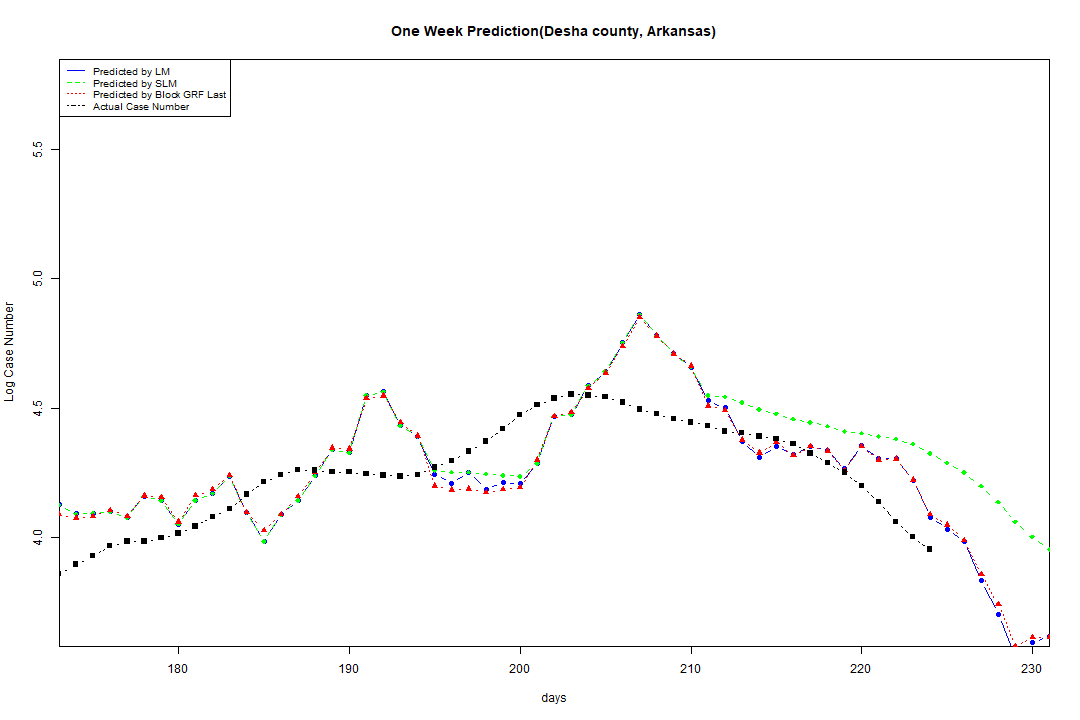 One Week Prediction(Desha county, Arkansas)
Predicted by LM
Predicted by SLM
Predicted by Block GRF Last
Actual Case Number
5.5
5.0
4.5
4.0
Log Case Number
180 190 200 210 220 230
days